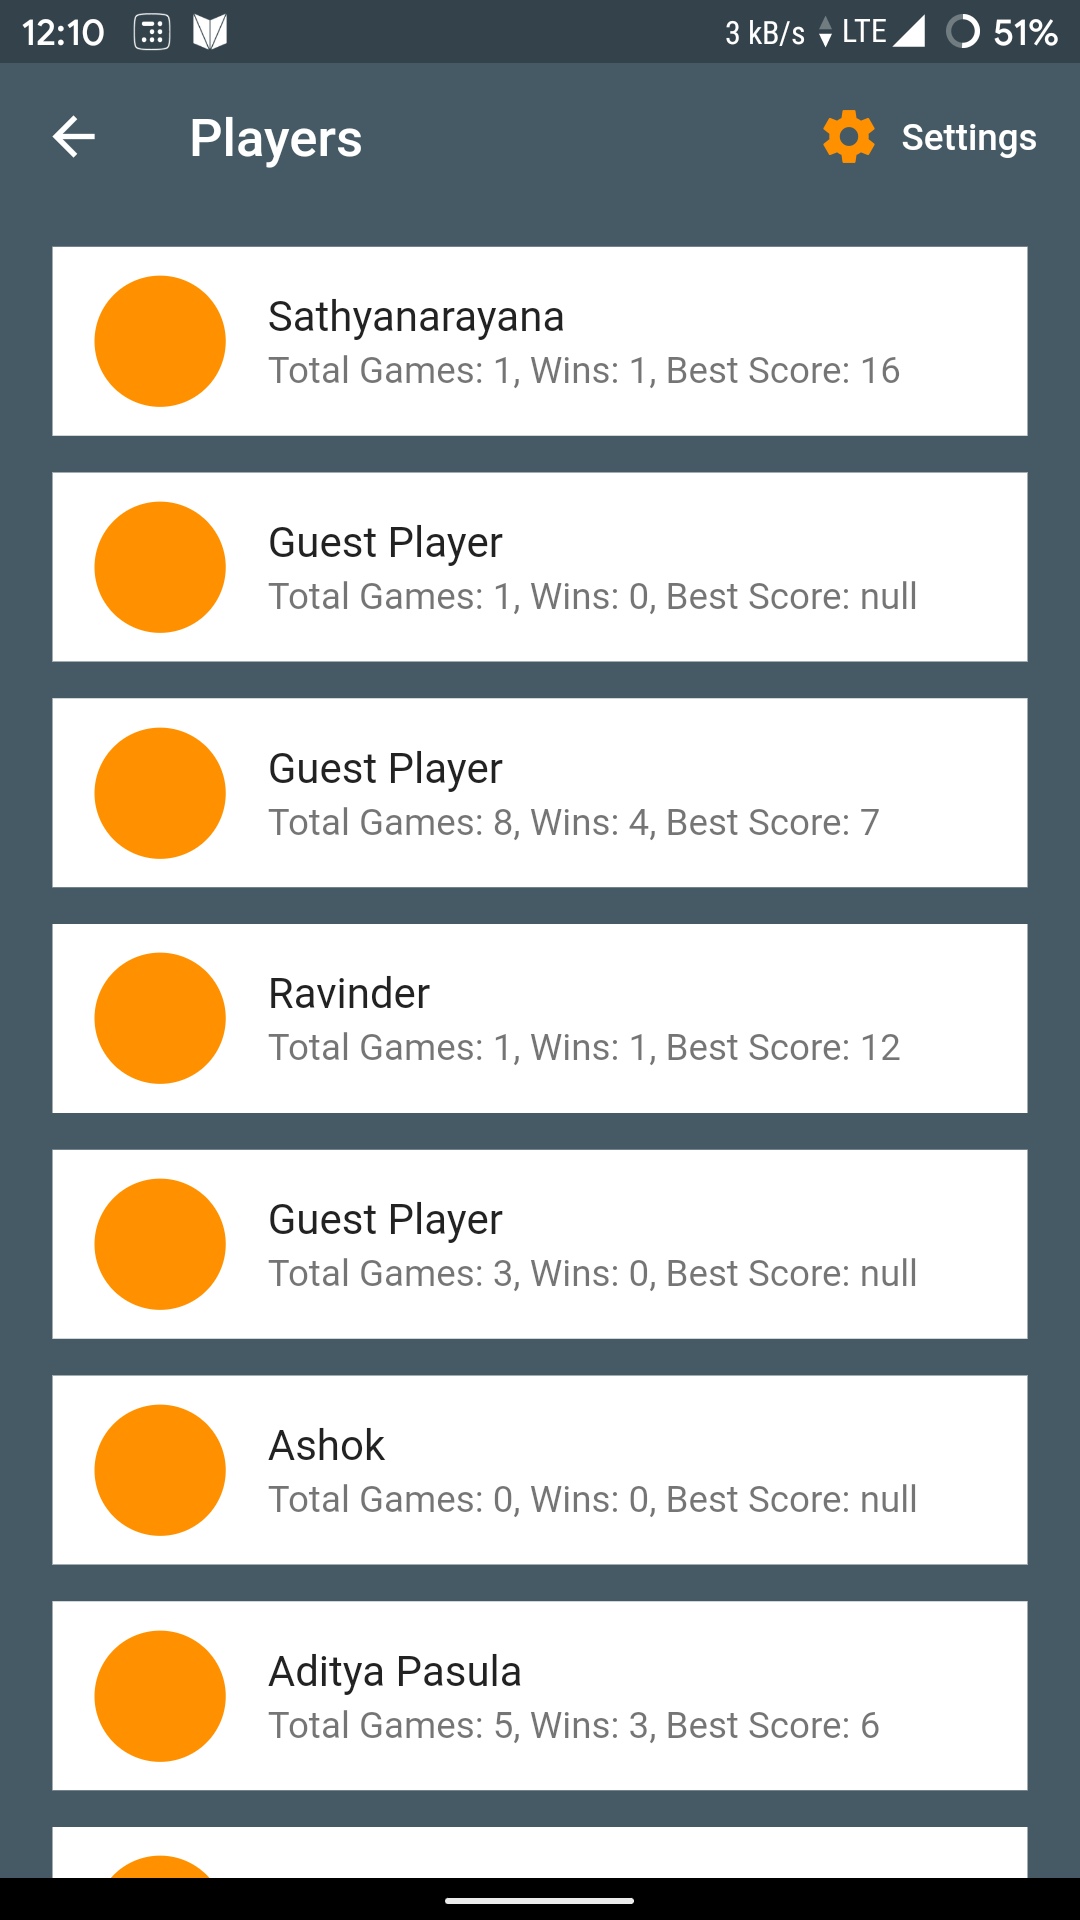 12:10
3 kB/s LTE 51%
Players
Settings
Sathyanarayana
Total Games: 1, Wins: 1, Best Score: 16
Guest Player
Total Games: 1, Wins: 0, Best Score: null
Guest Player
Total Games: 8, Wins: 4, Best Score: 7
Ravinder
Total Games: 1, Wins: 1, Best Score: 12
Guest Player
Total Games: 3, Wins: 0, Best Score: null
Ashok
Total Games: 0, Wins: 0, Best Score: null
Aditya Pasula
Total Games: 5, Wins: 3, Best Score: 6